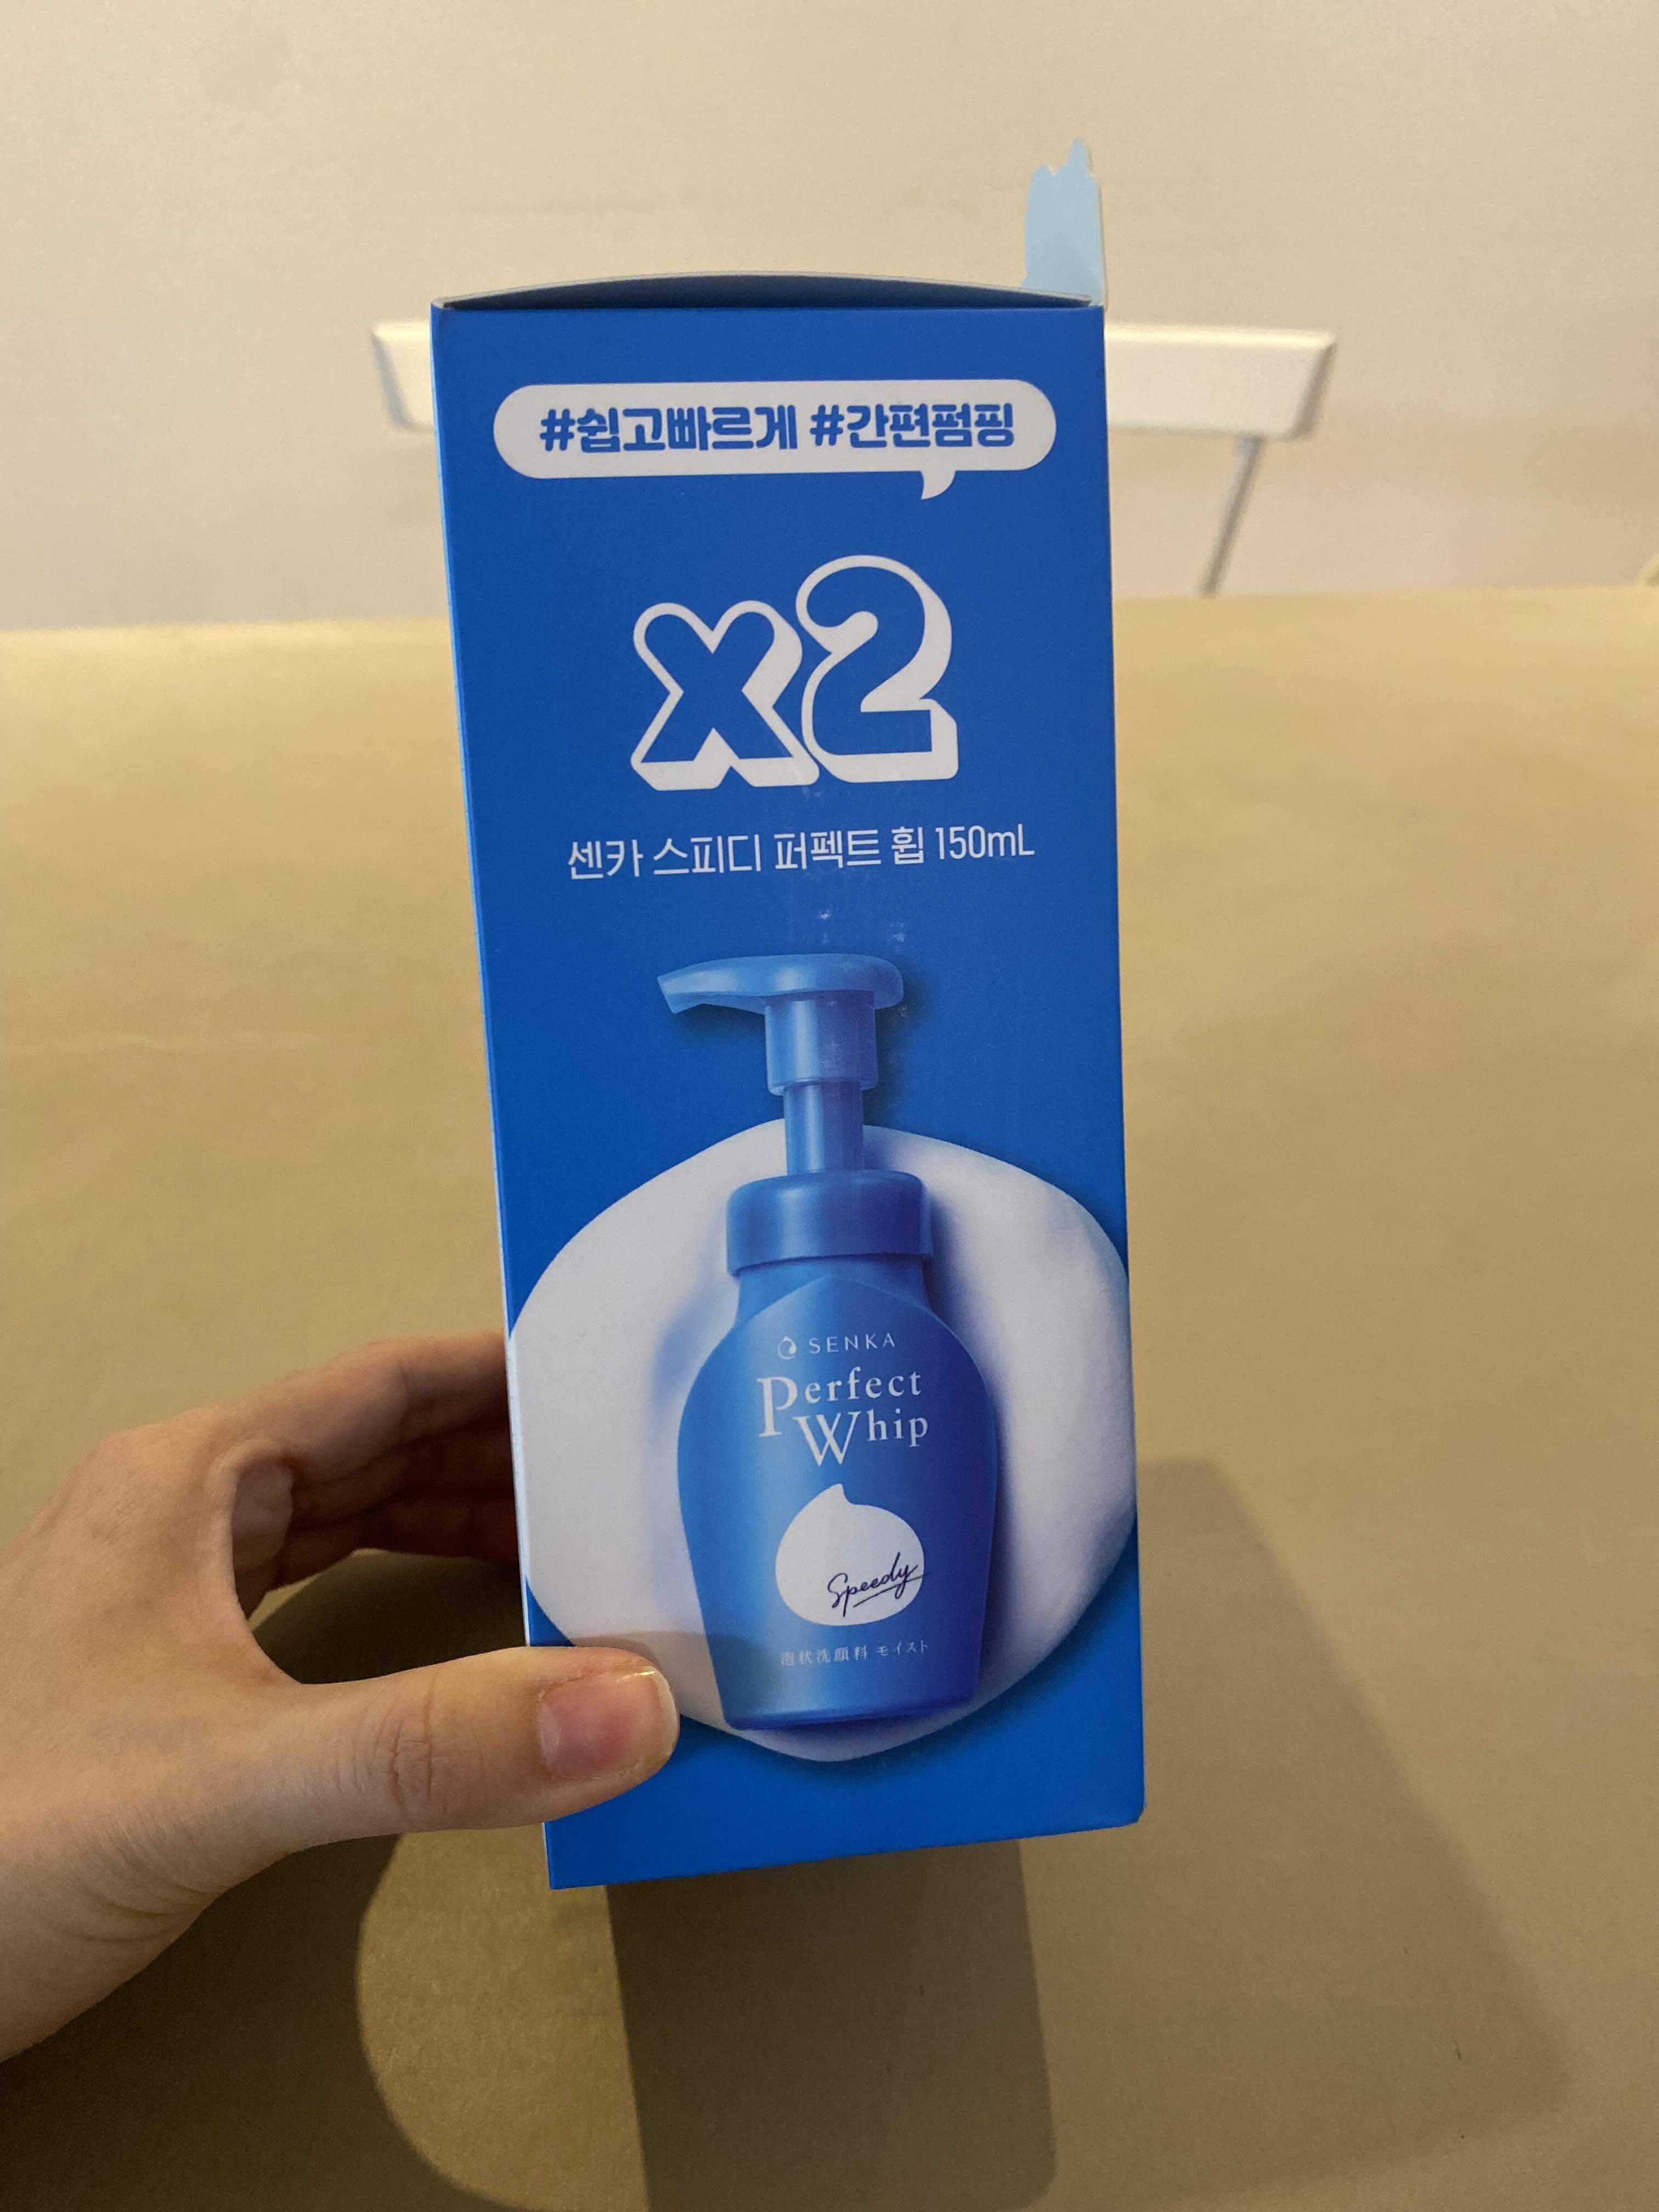 #쉽고빠르게 #간편펌핑
x2
센카 스피디 퍼펙트 휩 150mL
SENKA
Perfect
Whip
Speedy
泡状洗顔料 モイスト